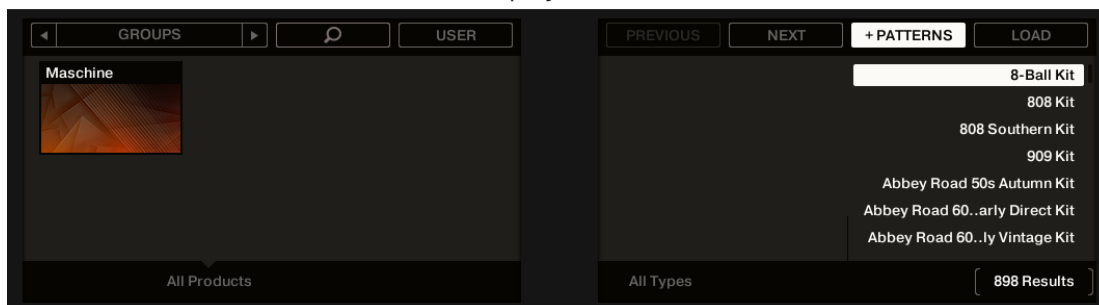 GROUPS
USER
PREVIOUS
NEXT
+ PATTERNS
LOAD
Maschine
8-Ball Kit
808 Kit
808 Southern Kit
909 Kit
Abbey Road 50s Autumn Kit
Abbey Road 60..arly Direct Kit
Abbey Road 60..ly Vintage Kit
All Products
All Types
898 Results